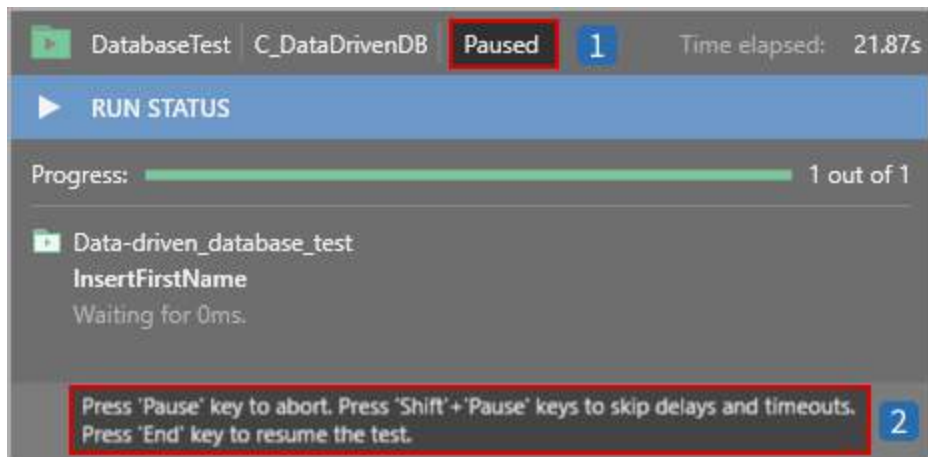 DatabaseTest C_DataDrivenDB Paused 1 Time elapsed: 21.87s
RUN STATUS
Progress: 1 out of 1
Data-driven_database_test
InsertFirstName
Waiting for 0ms.
Press 'Pause' key to abort. Press 'Shift'+'Pause' keys to skip delays and timeouts.
Press 'End' key to resume the test.
2